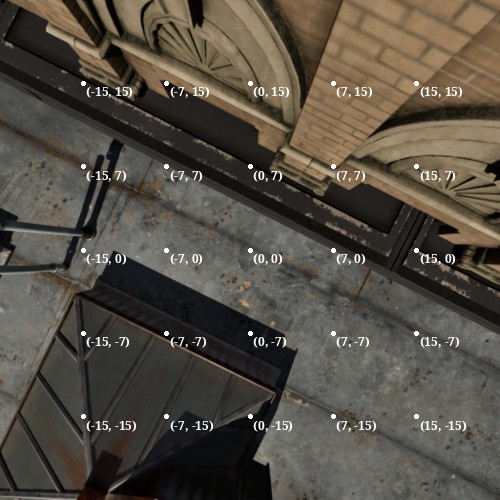 (-15, 15) (-7, 15) (0, 15) (7, 15) (15, 15)
(-15, 7) (-7, 7) (0, 7) (7, 7) (15, 7)
(-15, 0) (-7, 0) (0, 0) (7, 0) (15, 0)
(-15, -7) (-7, -7) (0, -7) (7, -7) (15, -7)
(-15, -15) (-7, -15) (0, -15) (7, -15) (15, -15)